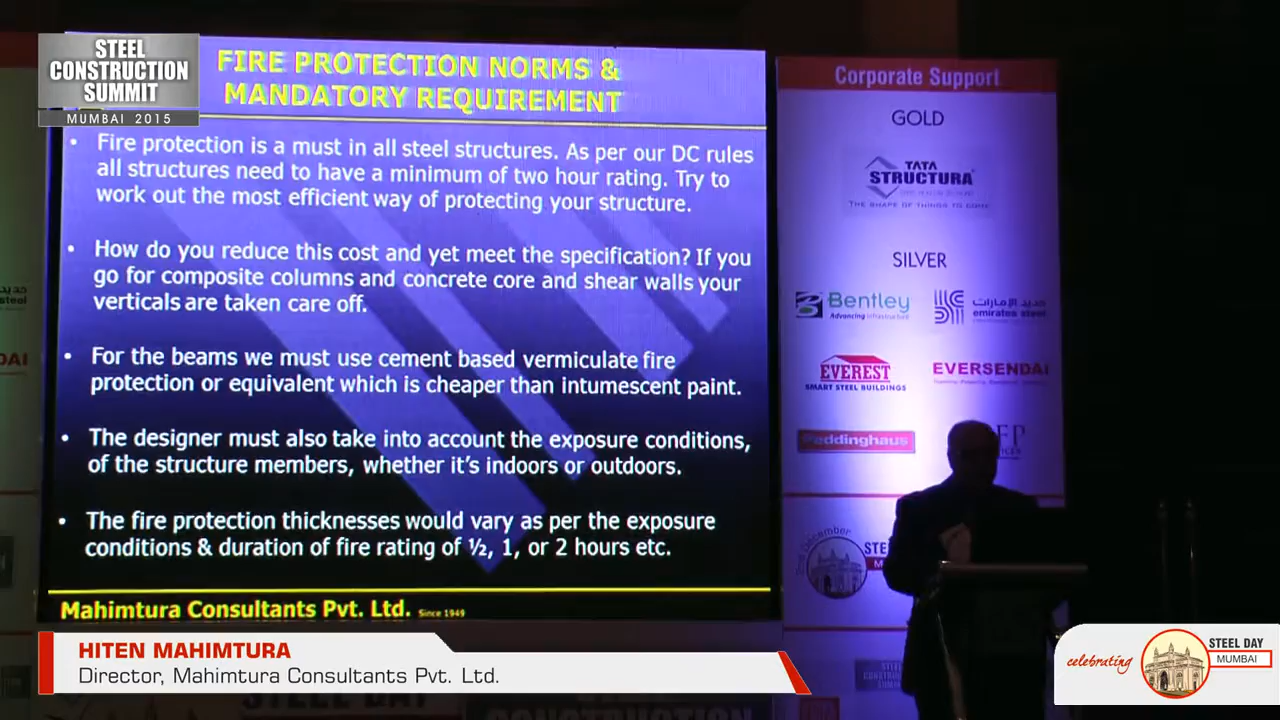 STEEL
CONSTRUCTION
SUMMIT
MUMBAI 2015
FIRE PROTECTION NORMS &
MANDATORY REQUIREMENT
• Fire protection is a must in all steel structures. As per our DC rules
all structures need to have a minimum of two hour rating. Try to
work out the most efficient way of protecting your structure.
• How do you reduce this cost and yet meet the specification? If you
go for composite columns and concrete core and shear walls your
verticals are taken care off.
• For the beams we must use cement based vermiculate fire
protection or equivalent which is cheaper than intumescent paint.
• The designer must also take into account the exposure conditions,
of the structure members, whether it's indoors or outdoors.
• The fire protection thicknesses would vary as per the exposure
conditions & duration of fire rating of ½, 1, or 2 hours etc.
Mahimtura Consultants Pvt. Ltd. Since 1949
Corporate Support
GOLD
TATA
STRUCTURA
THE SHAPE OF THINGS TO COME
SILVER
Bentley
Advancing Infrastructure
حديد الإمارات
emirates steel
EVEREST
SMART STEEL BUILDINGS
EVERSENDAI
Peddinghaus
HITEN MAHIMTURA
Director, Mahimtura Consultants Pvt. Ltd.
celebrating
STEEL DAY
MUMBAI